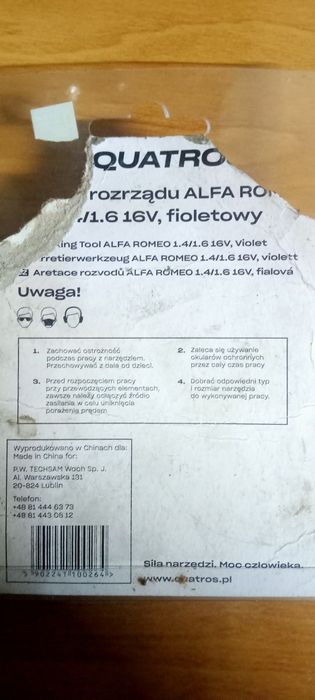 QUATRO
rozrządu ALFA ROM
/1.6 16V, fioletowy
king Tool ALFA ROMEO 1.4/1.6 16V, Violet
rretierwerkzeug ALFA ROMEO 1.4/1.6 16V, violett
Aretace rozvodů ALFA ROMEO 1.4/1.6 16V, fialová
Uwaga!
1. Zachować ostrożność
podczas pracy z narzędziem.
Przechowywać z dala od dzieci.
2. Zaleca się używanie
okularów ochronnych
przez cały czas pracy
3. Przed rozpoczęciem pracy
przy przewodzących elementach,
zawsze należy odłączyć źródło
zasilania w celu uniknięcia
porażenia prądem
4. Dobrać odpowiedni typ
i rozmiar narzędzia
do wykonywanej pracy.
Wyprodukowano w Chinach dla:
Made in China for:
P.W. TECHSAM Woch Sp. J.
Al. Warszawska 131
20-824 Lublin
Telefon:
+48 81 444 63 73
+48 81 443 06 12
5 902241 100264 >
Siła narzędzi. Moc człowieka.
www.quatros.pl